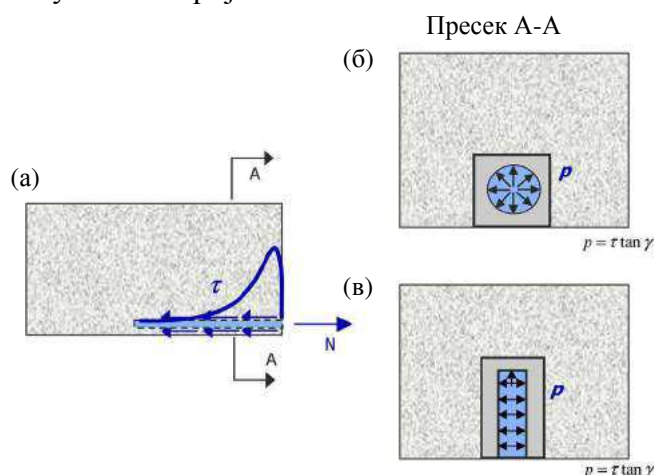 Пресек А-А
(б)
p
p = τ tan γ
(а)
A
τ
N
A
(в)
p
p = τ tan γ